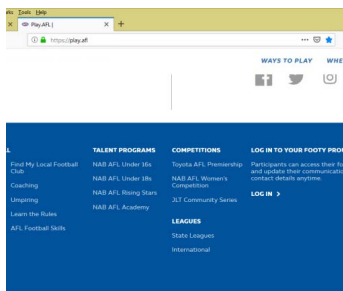 rks Tools Help
× Play.AFL | × +
https://play.afl ...
WAYS TO PLAY WHE
L
Find My Local Football
Club
Coaching
Umpiring
Learn the Rules
AFL Football Skills
TALENT PROGRAMS
NAB AFL Under 16s
NAB AFL Under 18s
NAB AFL Rising Stars
NAB AFL Academy
COMPETITIONS
Toyota AFL Premiership
NAB AFL Women's
Competition
JLT Community Series
LEAGUES
State Leagues
International
LOG IN TO YOUR FOOTY PRO
Participants can access their fo
and update their communicatio
contact details anytime.
LOG IN >